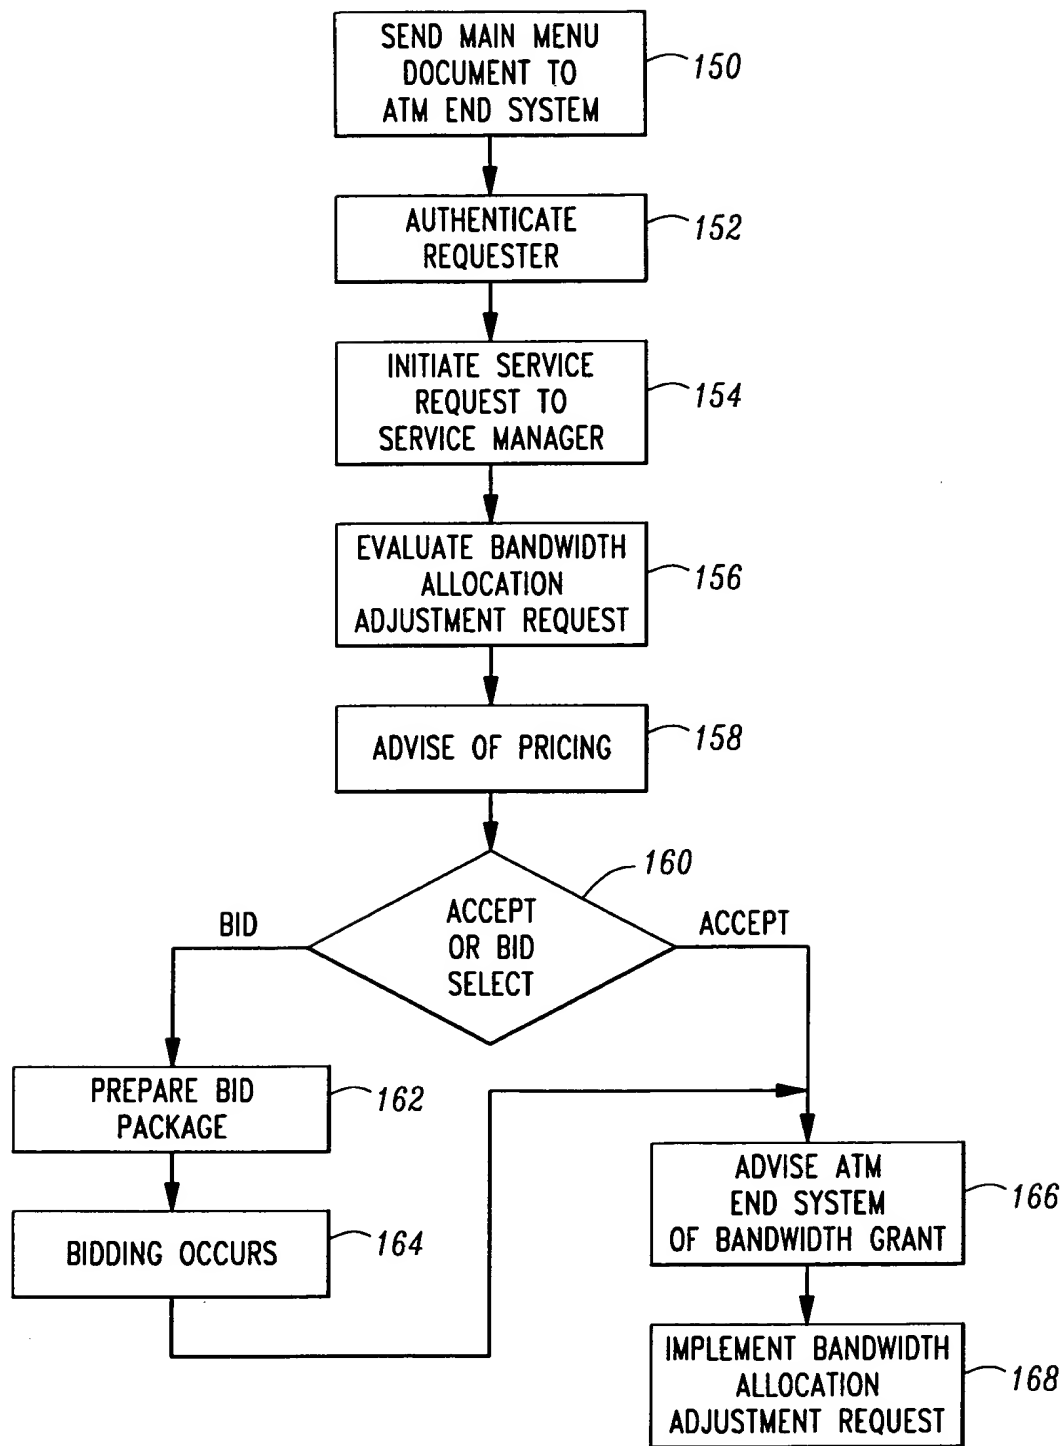 SEND MAIN MENU
DOCUMENT TO
ATM END SYSTEM
150
AUTHENTICATE
REQUESTER
152
INITIATE SERVICE
REQUEST TO
SERVICE MANAGER
154
EVALUATE BANDWIDTH
ALLOCATION
ADJUSTMENT REQUEST
156
ADVISE OF PRICING
158
160
ACCEPT
OR BID
SELECT
BID
ACCEPT
PREPARE BID
PACKAGE
162
BIDDING OCCURS
164
ADVISE ATM
END SYSTEM
OF BANDWIDTH GRANT
166
IMPLEMENT BANDWIDTH
ALLOCATION
ADJUSTMENT REQUEST
168